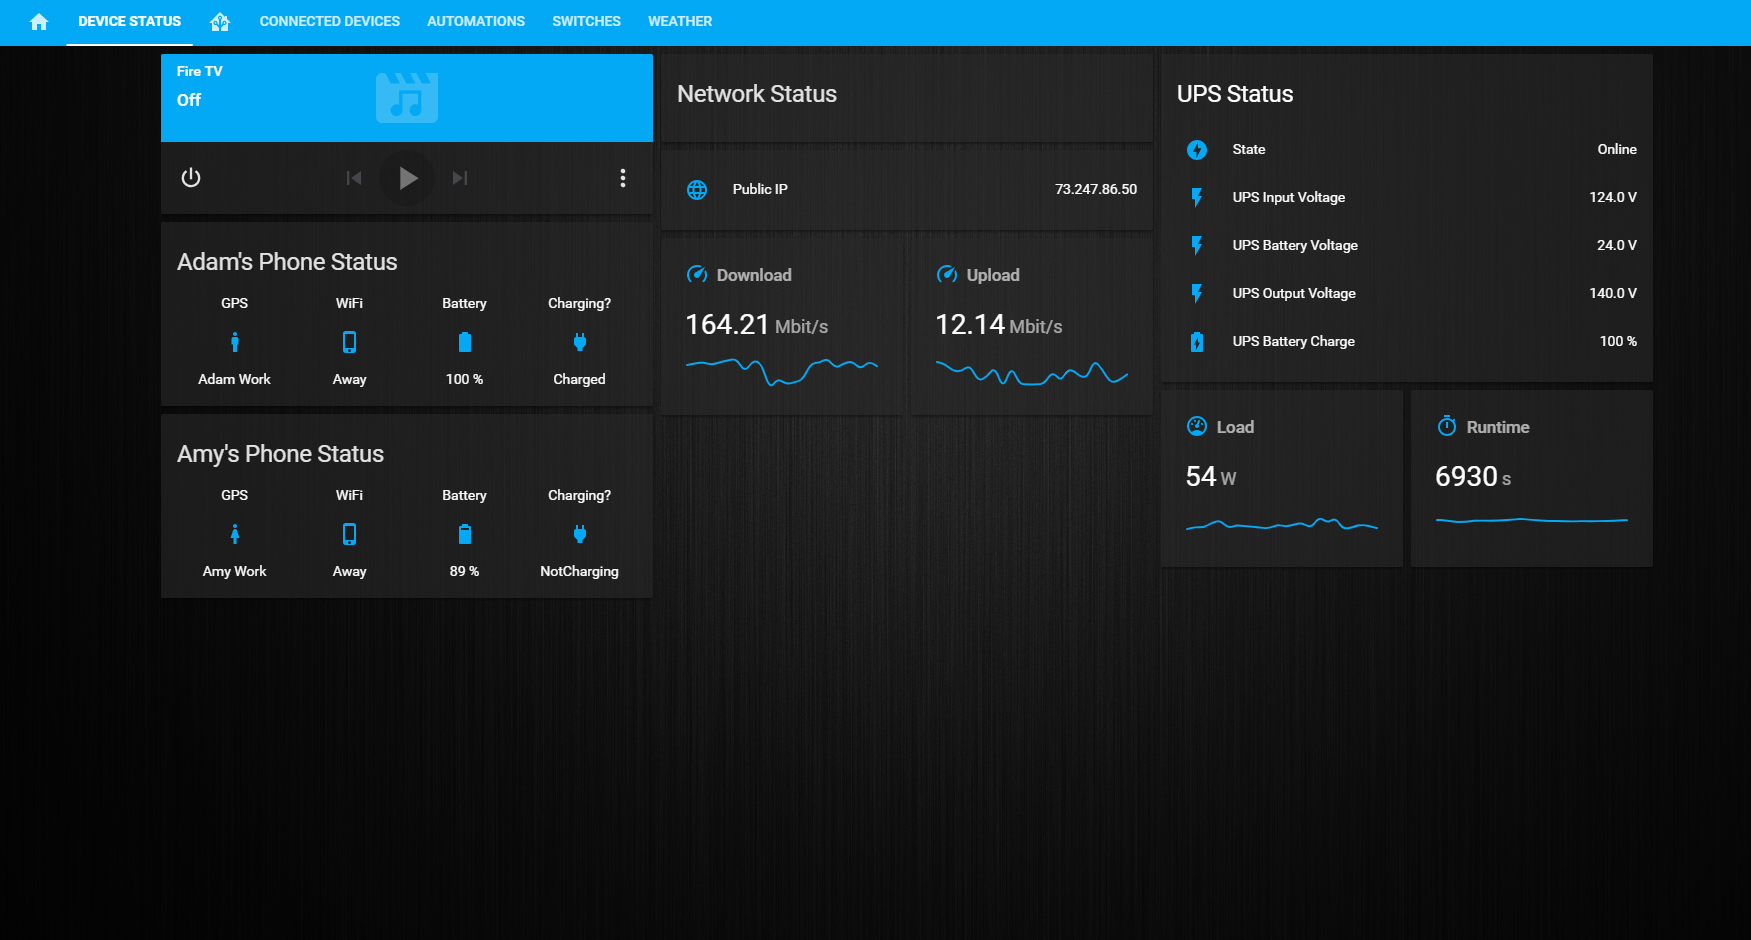 DEVICE STATUS CONNECTED DEVICES AUTOMATIONS SWITCHES WEATHER
Fire TV
Off
Adam's Phone Status
GPS WiFi Battery Charging?
Adam Work Away 100 % Charged
Amy's Phone Status
GPS WiFi Battery Charging?
Amy Work Away 89 % NotCharging
Network Status
Public IP 73.247.86.50
Download
164.21 Mbit/s
Upload
12.14 Mbit/s
UPS Status
State Online
UPS Input Voltage 124.0 V
UPS Battery Voltage 24.0 V
UPS Output Voltage 140.0 V
UPS Battery Charge 100 %
Load
54 W
Runtime
6930 s